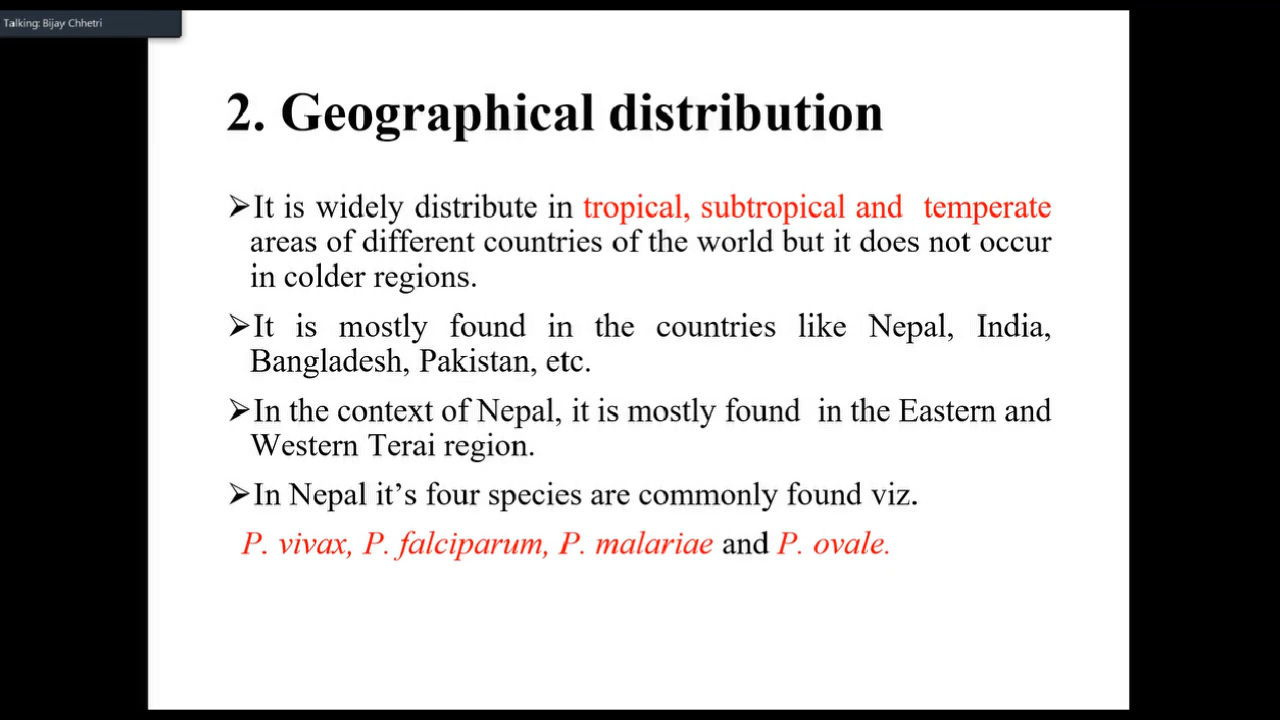 Talking: Bijay Chhetri
2. Geographical distribution
➢It is widely distribute in tropical, subtropical and temperate
areas of different countries of the world but it does not occur
in colder regions.
➢It is mostly found in the countries like Nepal, India,
Bangladesh, Pakistan, etc.
➢In the context of Nepal, it is mostly found in the Eastern and
Western Terai region.
➢In Nepal it’s four species are commonly found viz.
P. vivax, P. falciparum, P. malariae and P. ovale.